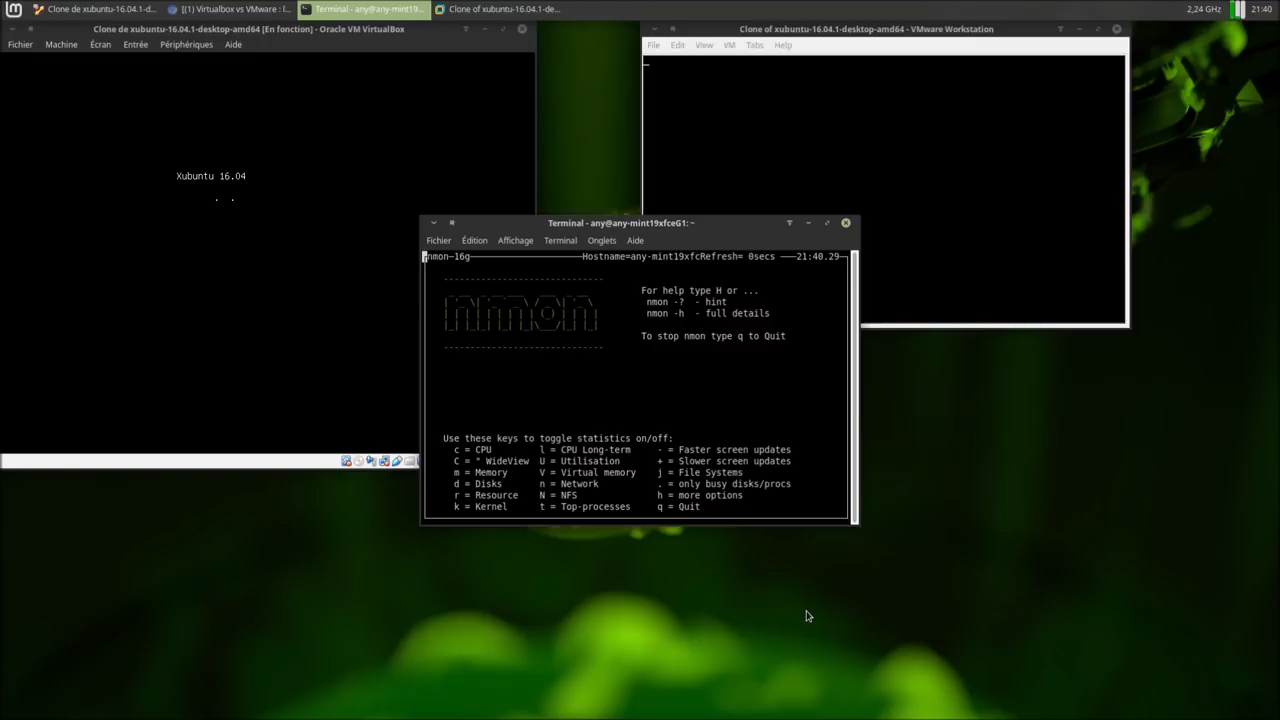 Clone de xubuntu-16.04.1-desktop-amd64 [En fonction] - Oracle VM VirtualBox
Fichier Machine Écran Entrée Périphériques Aide
Xubuntu 16.04
Clone de xubuntu-16.04.1-d...
[(1) Virtualbox vs VMware : l...
Terminal - any@any-mint19...
Clone of xubuntu-16.04.1-de...
2,24 GHz
21:40
Clone of xubuntu-16.04.1-desktop-amd64 - VMware Workstation
File Edit View VM Tabs Help
Terminal - any@any-mint19xfceG1: ~
Fichier Édition Affichage Terminal Onglets Aide
nmon-16g Hostname=any-mint19xfcRefresh= 0secs 21:40.29
nmon
For help type H or ...
nmon -? - hint
nmon -h - full details
To stop nmon type q to Quit
Use these keys to toggle statistics on/off:
c = CPU l = CPU Long-term - = Faster screen updates
C = " WideView U = Utilisation + = Slower screen updates
m = Memory V = Virtual memory j = File Systems
d = Disks n = Network . = only busy disks/procs
r = Resource N = NFS h = more options
k = Kernel t = Top-processes q = Quit